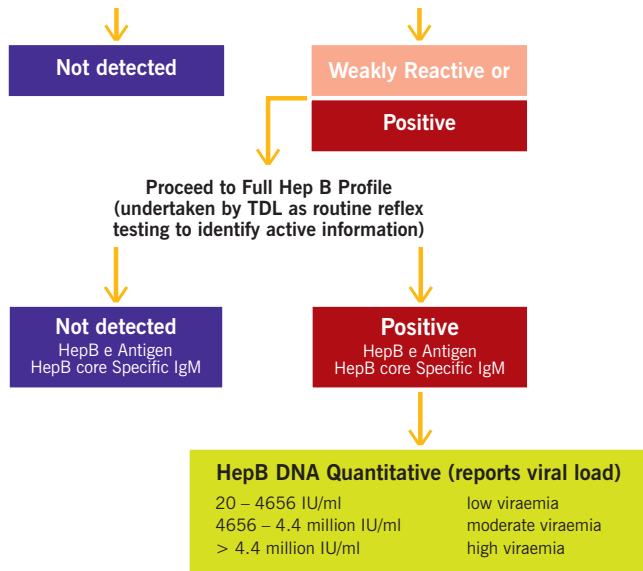 Not detected
Weakly Reactive or
Positive
Proceed to Full Hep B Profile
(undertaken by TDL as routine reflex
testing to identify active information)
Not detected
HepB e Antigen
HepB core Specific IgM
Positive
HepB e Antigen
HepB core Specific IgM
HepB DNA Quantitative (reports viral load)
20 – 4656 IU/ml low viraemia
4656 – 4.4 million IU/ml moderate viraemia
> 4.4 million IU/ml high viraemia